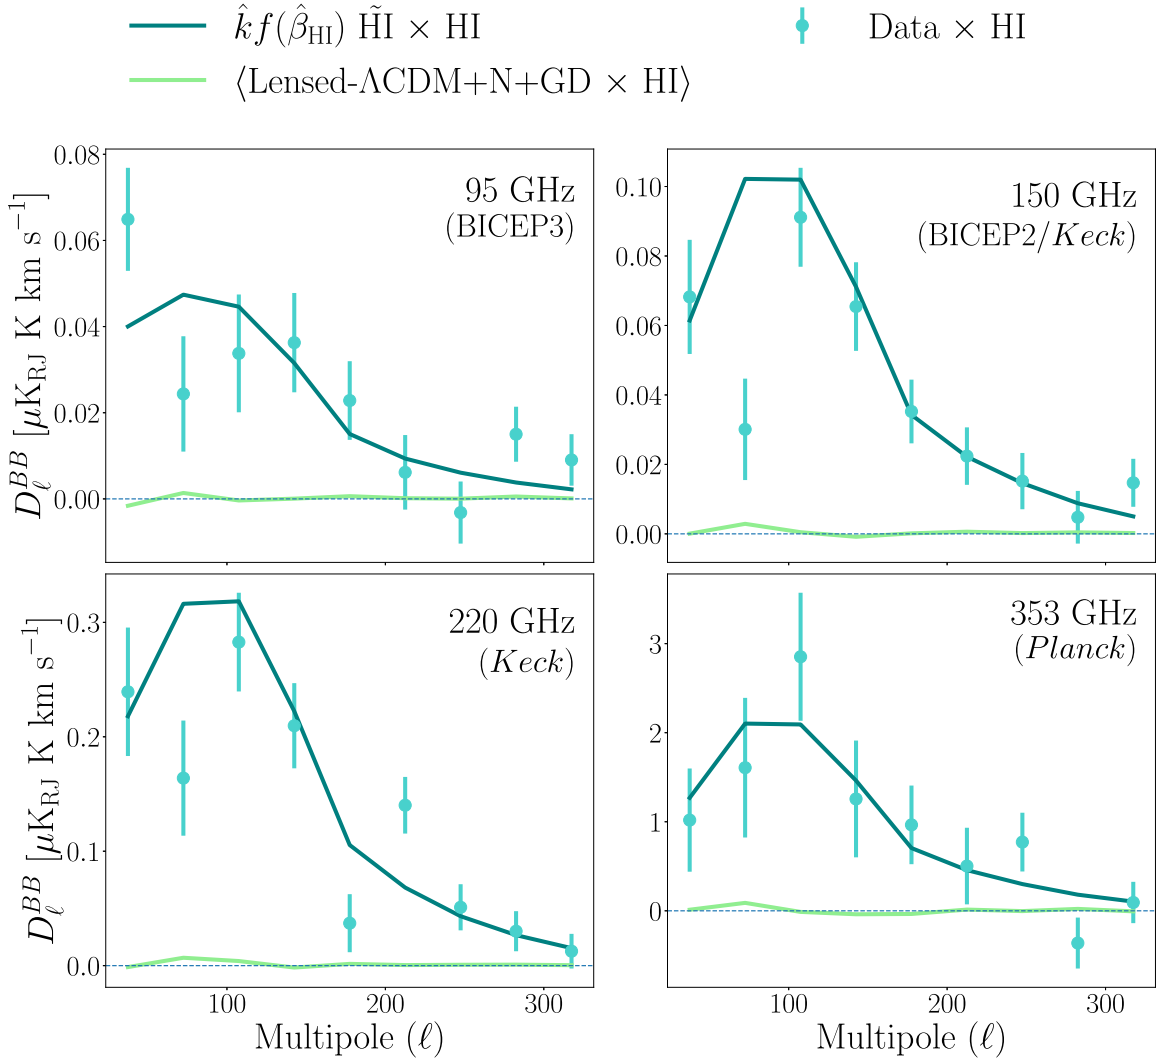 k̂f(β̂_HI) H̃I × HI
Data × HI
⟨Lensed-ΛCDM+N+GD × HI⟩
0.08
0.06
0.04
0.02
0.00
D_ℓ^{BB} [μK_RJ K km s⁻¹]
95 GHz
(BICEP3)
0.10
0.08
0.06
0.04
0.02
0.00
150 GHz
(BICEP2/Keck)
0.3
0.2
0.1
0.0
D_ℓ^{BB} [μK_RJ K km s⁻¹]
220 GHz
(Keck)
100
200
300
Multipole (ℓ)
3
2
1
0
353 GHz
(Planck)
100
200
300
Multipole (ℓ)